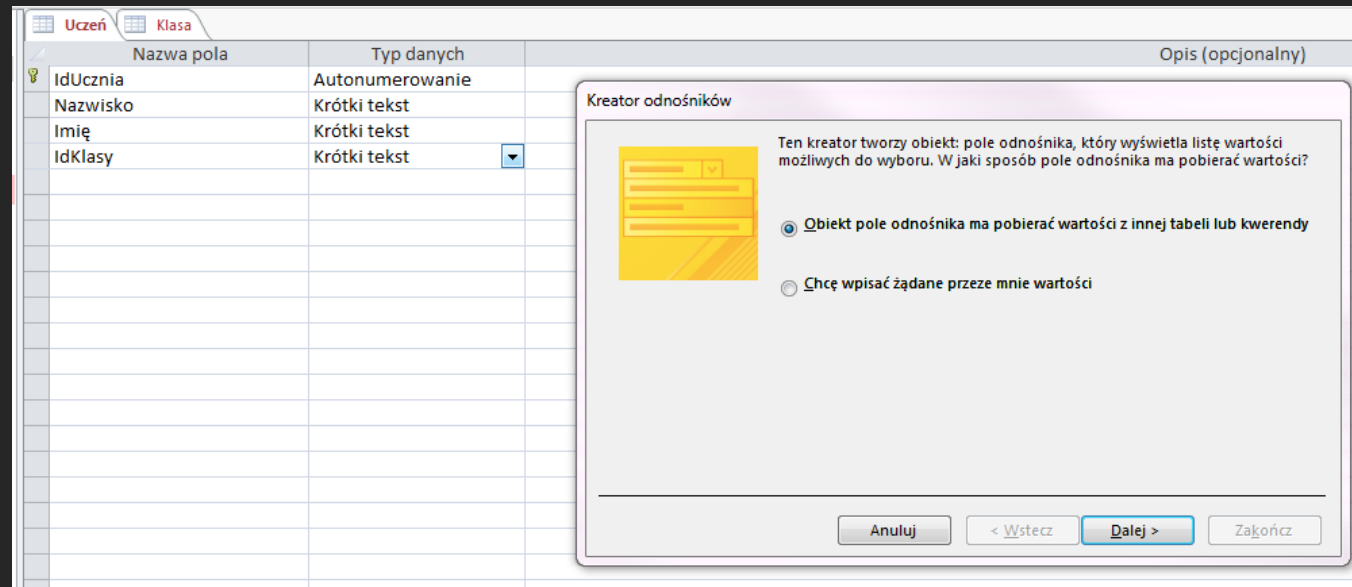 Uczeń Klasa
Nazwa pola Typ danych Opis (opcjonalny)
IdUcznia Autonumerowanie
Nazwisko Krótki tekst
Imię Krótki tekst
IdKlasy Krótki tekst
Kreator odnośników
Ten kreator tworzy obiekt: pole odnośnika, który wyświetla listę wartości
możliwych do wyboru. W jaki sposób pole odnośnika ma pobierać wartości?
Obiekt pole odnośnika ma pobierać wartości z innej tabeli lub kwerendy
Chcę wpisać żądane przeze mnie wartości
Anuluj < Wstecz Dalej > Zakończ